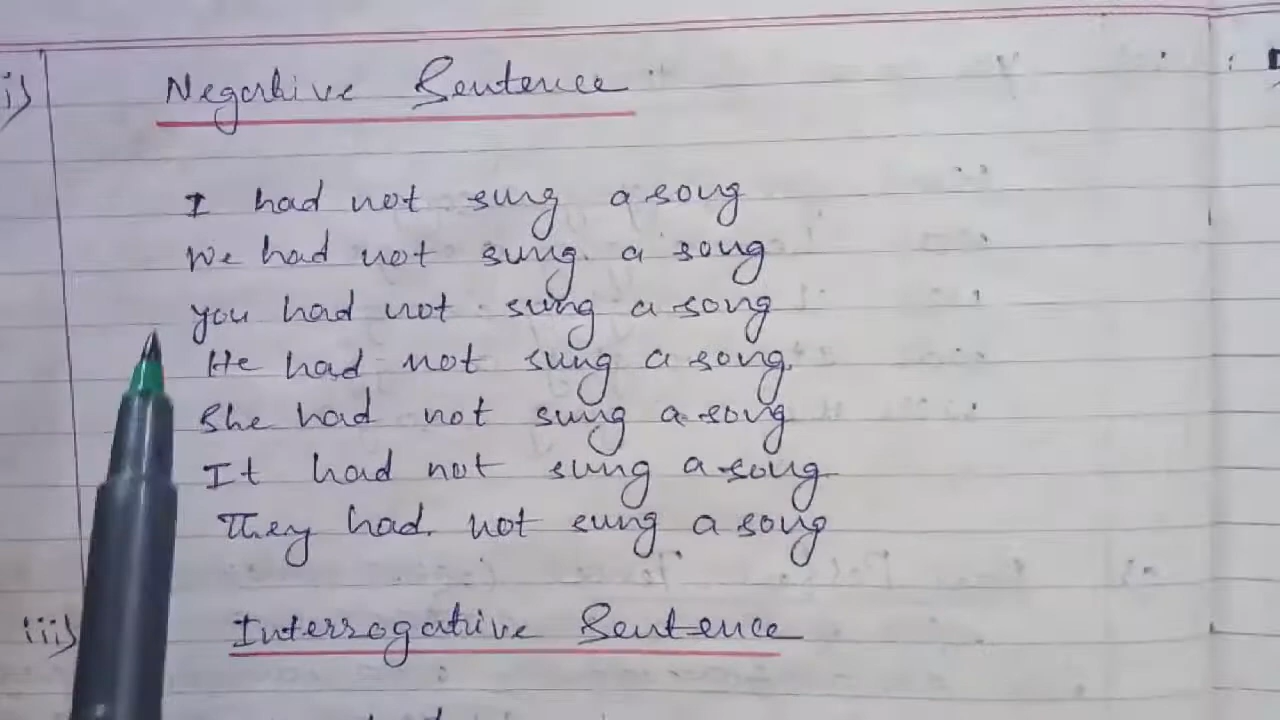 ii) Negative Sentence
I had not sung a song
We had not sung a song
you had not sung a song
He had not sung a song.
She had not sung a song
It had not sung a song
They had not sung a song
iii) Interrogative Sentence